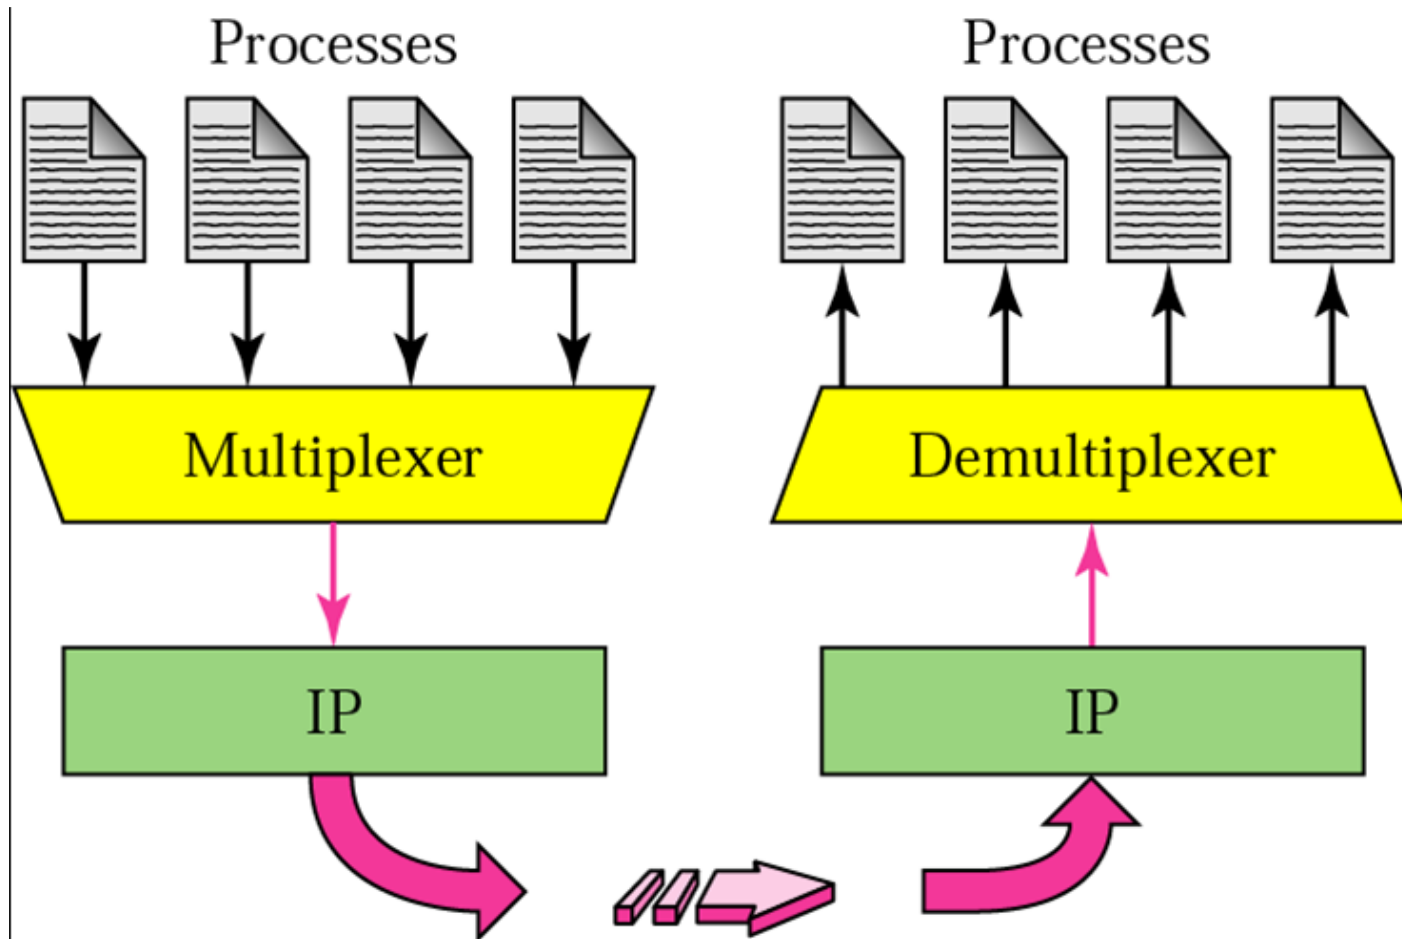 Processes
Processes
Multiplexer
Demultiplexer
IP
IP